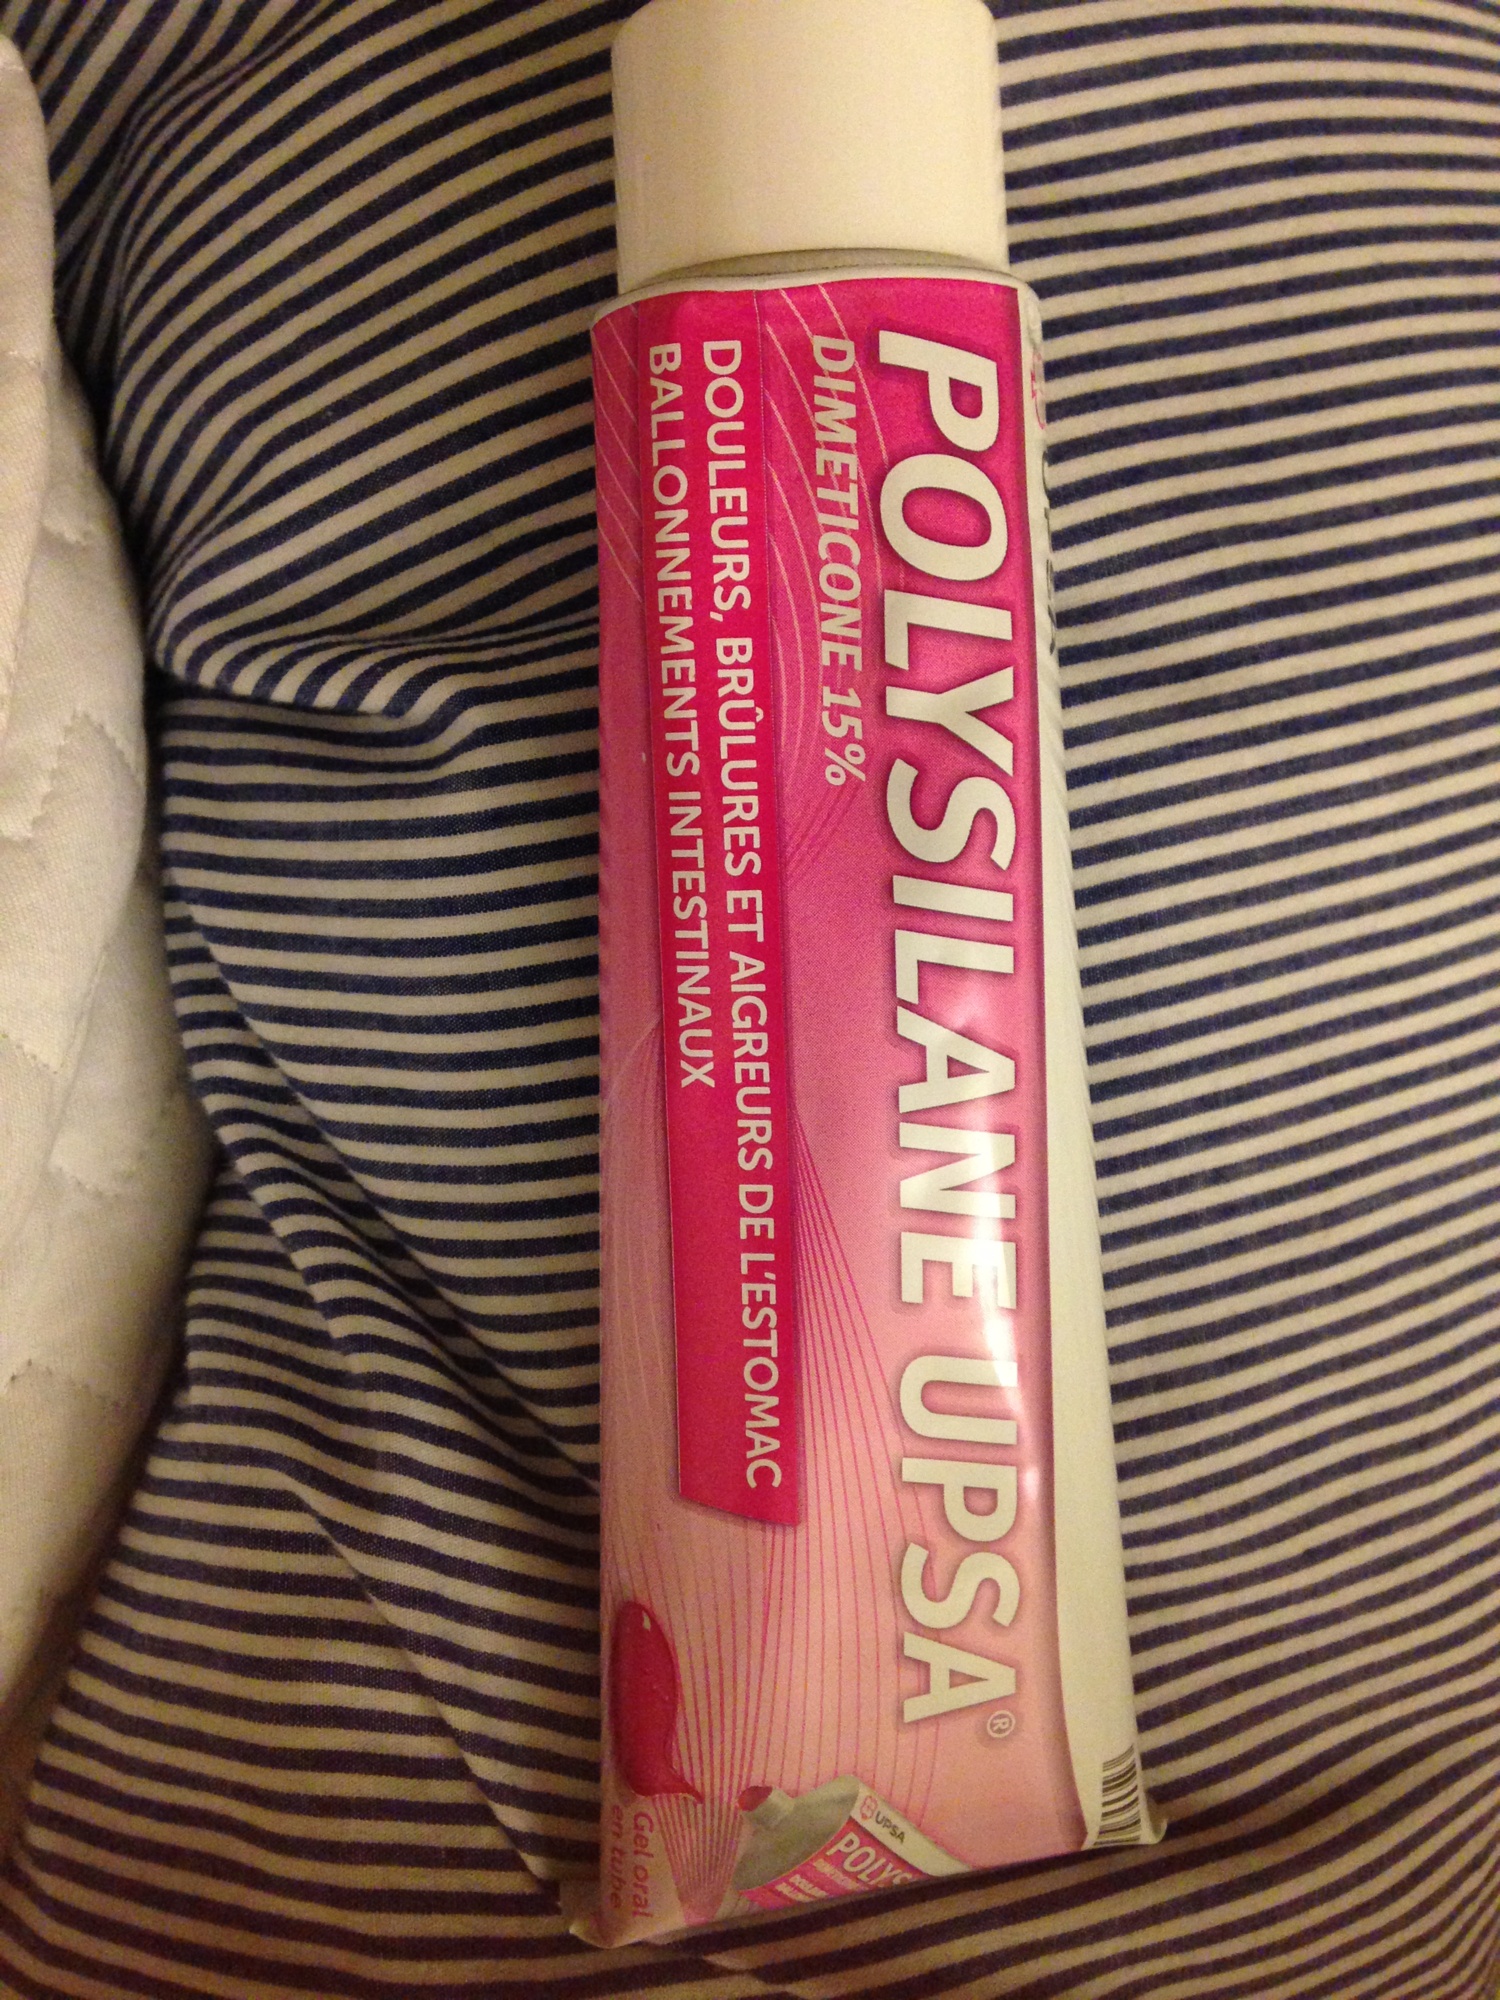 POLYSILANE UPSA®
DIMETICONE 15%
DOULEURS, BRÛLURES ET AIGREURS DE L'ESTOMAC
BALLONNEMENTS INTESTINAUX
UPSA
Gel oral
en tube